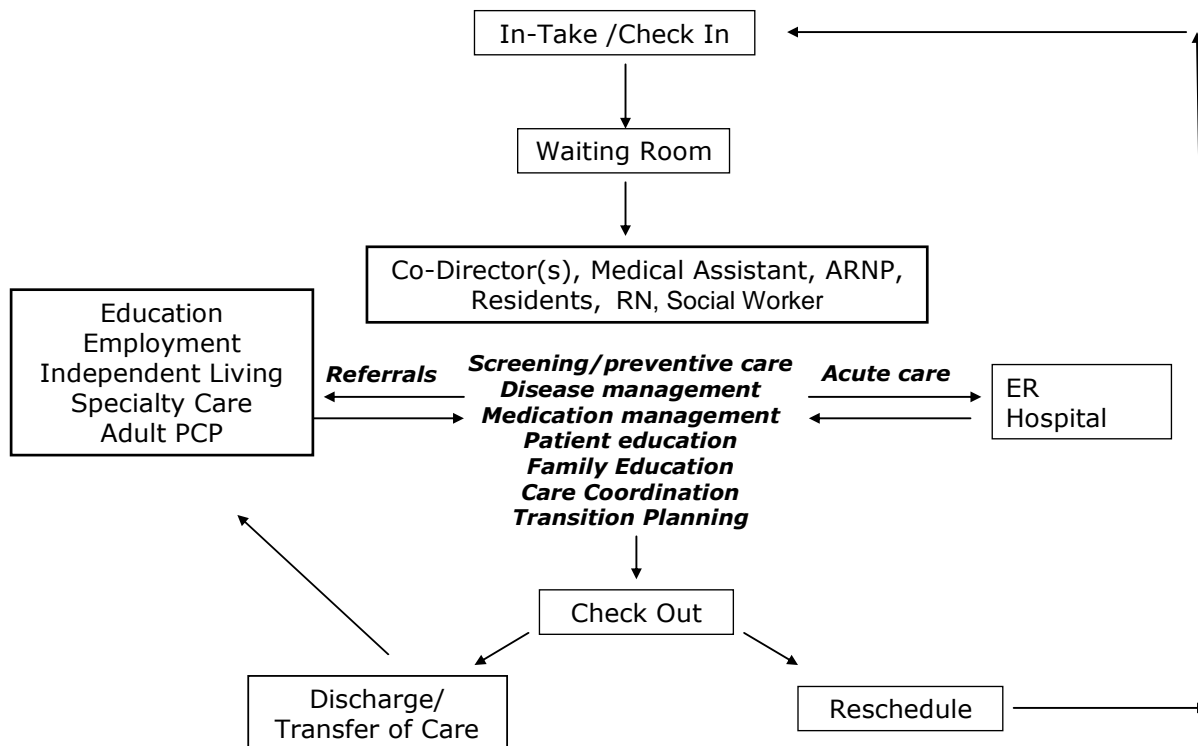 In-Take /Check In
Waiting Room
Co-Director(s), Medical Assistant, ARNP,
Residents, RN, Social Worker
Education
Employment
Independent Living
Specialty Care
Adult PCP
Referrals
Screening/preventive care
Disease management
Medication management
Patient education
Family Education
Care Coordination
Transition Planning
Acute care
ER
Hospital
Check Out
Discharge/
Transfer of Care
Reschedule